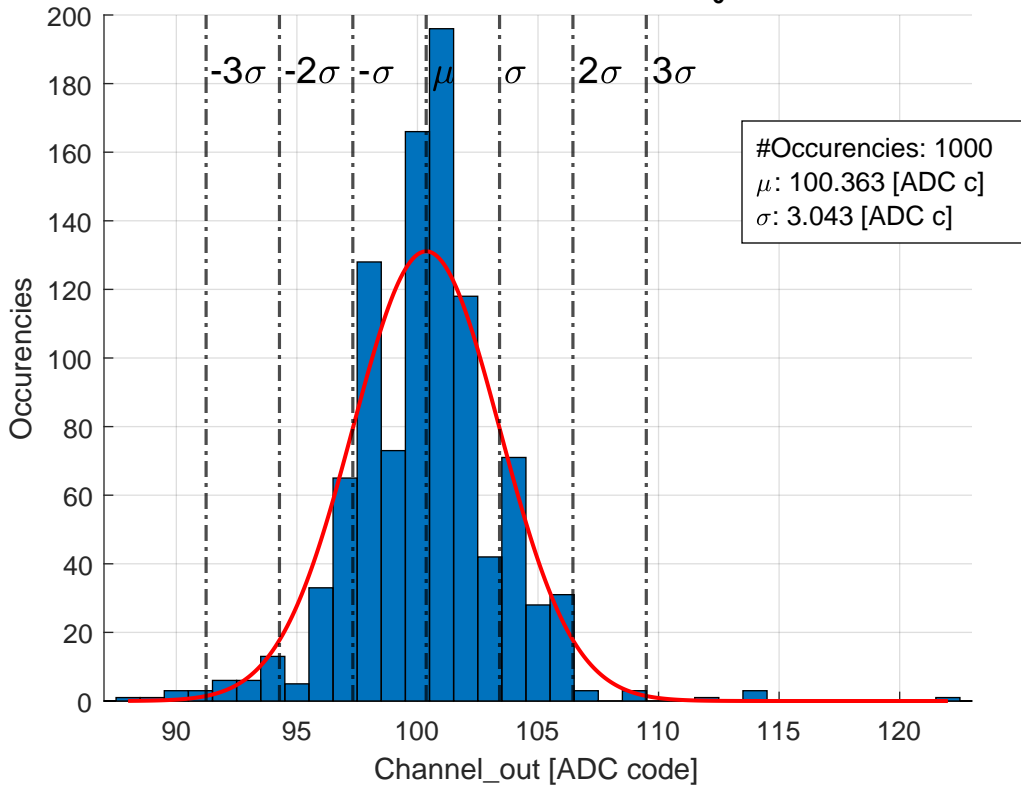 200
180
160
140
120
100
80
60
40
20
0
Occurencies
-3σ -2σ -σ μ σ 2σ 3σ
#Occurencies: 1000
μ: 100.363 [ADC c]
σ: 3.043 [ADC c]
90 95 100 105 110 115 120
Channel_out [ADC code]